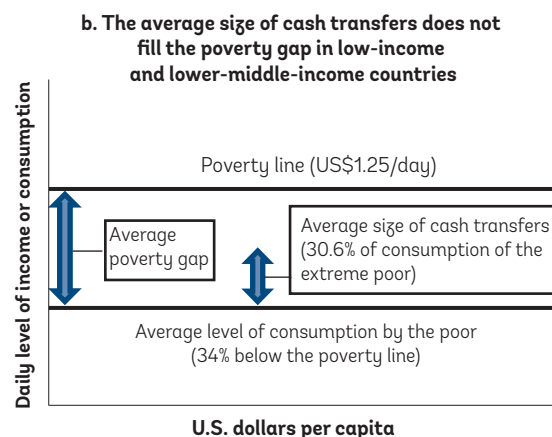 b. The average size of cash transfers does not
fill the poverty gap in low-income
and lower-middle-income countries
Daily level of income or consumption
Poverty line (US$1.25/day)
Average
poverty gap
Average size of cash transfers
(30.6% of consumption of the
extreme poor)
Average level of consumption by the poor
(34% below the poverty line)
U.S. dollars per capita